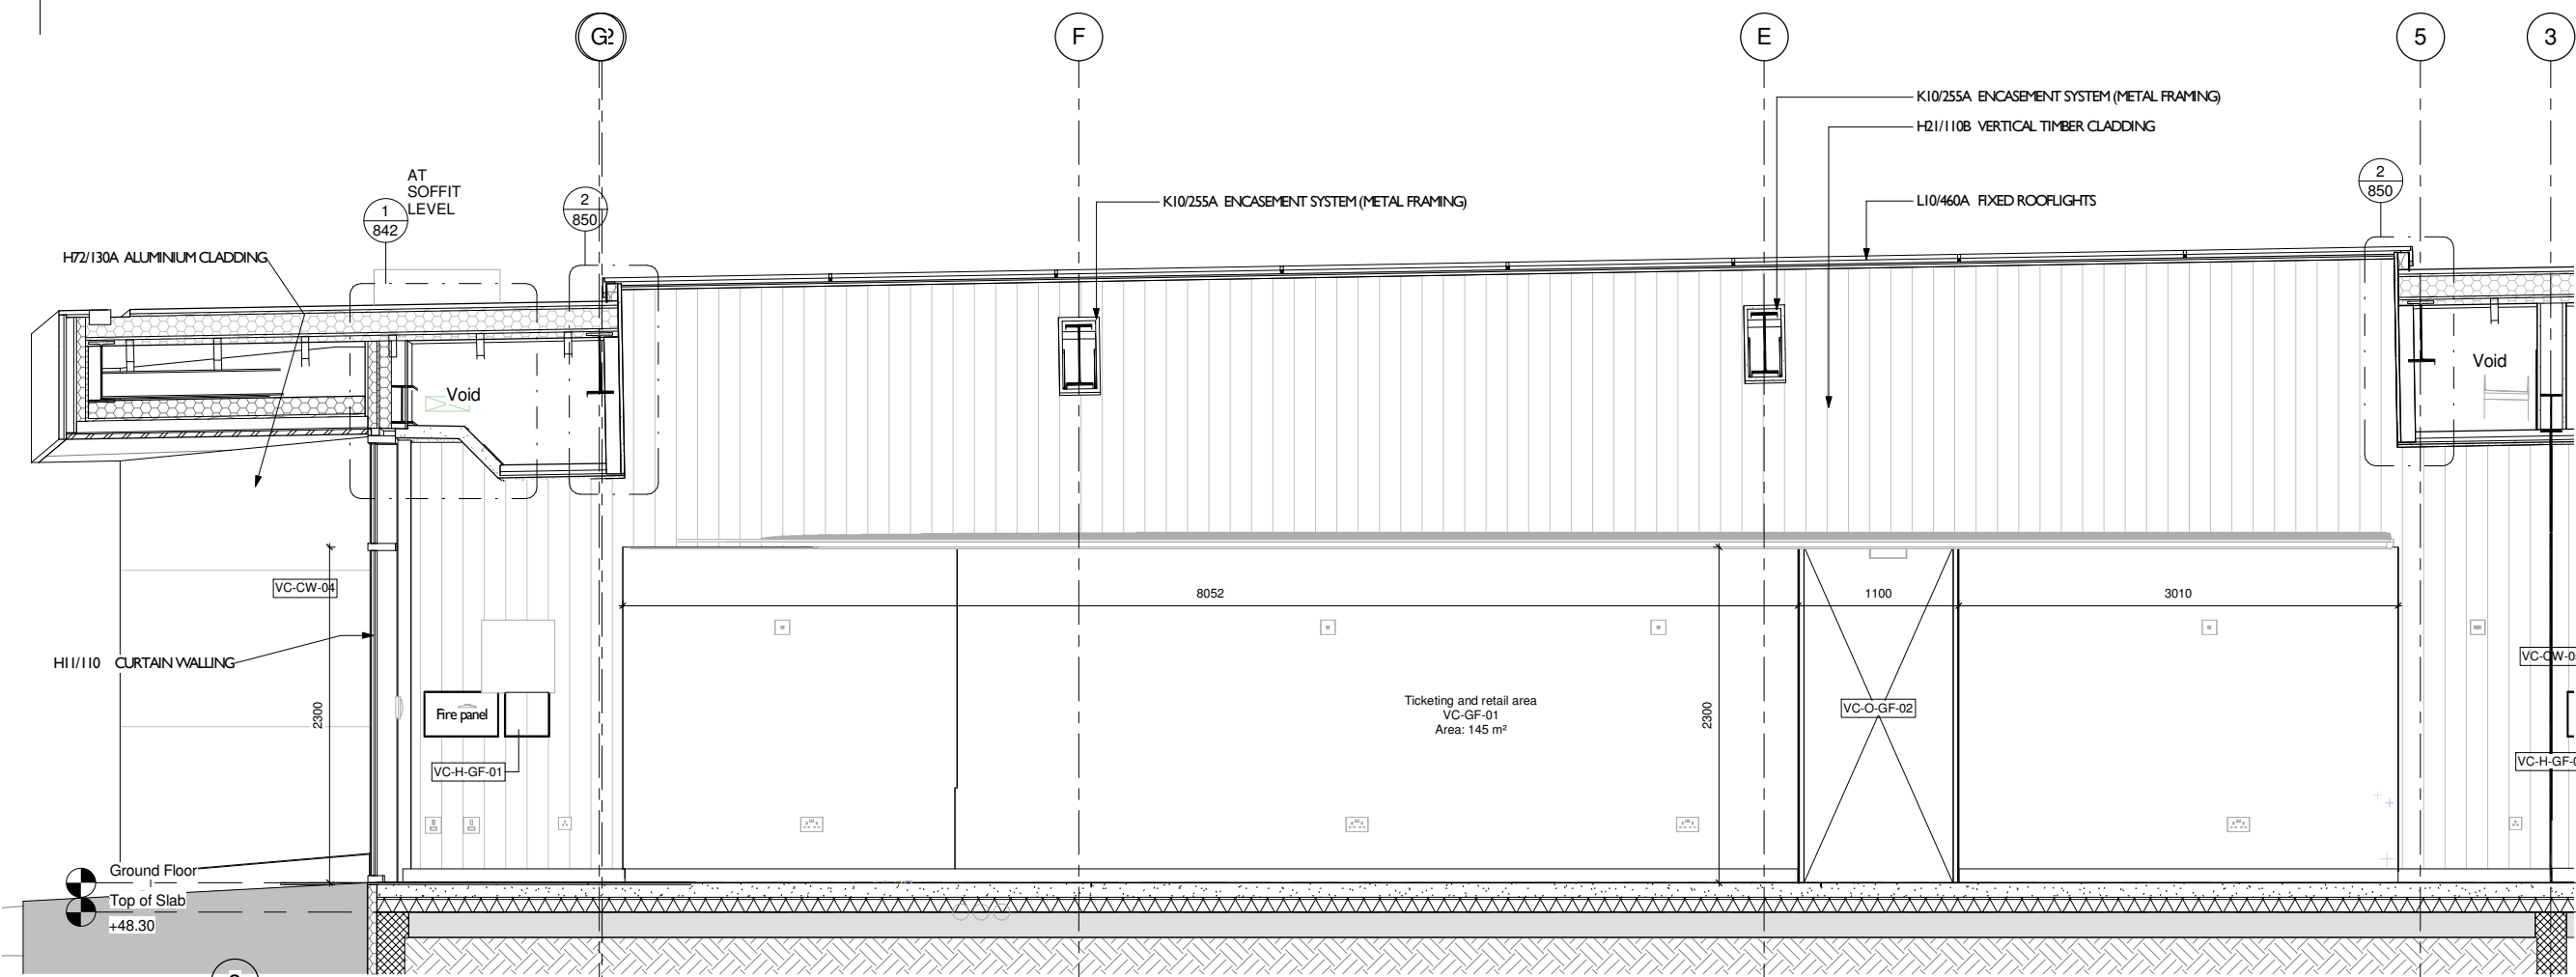 G2
F
E
5
3
K10/255A ENCASEMENT SYSTEM (METAL FRAMING)
H21/110B VERTICAL TIMBER CLADDING
AT
SOFFIT
LEVEL
1
842
2
850
K10/255A ENCASEMENT SYSTEM (METAL FRAMING)
L10/460A FIXED ROOFLIGHTS
2
850
H72/130A ALUMINIUM CLADDING
Void
Void
VC-CW-04
8052
1100
3010
H11/110 CURTAIN WALLING
2300
Fire panel
VC-H-GF-01
Ticketing and retail area
VC-GF-01
Area: 145 m²
2300
VC-O-GF-02
Ground Floor
Top of Slab
+48.30